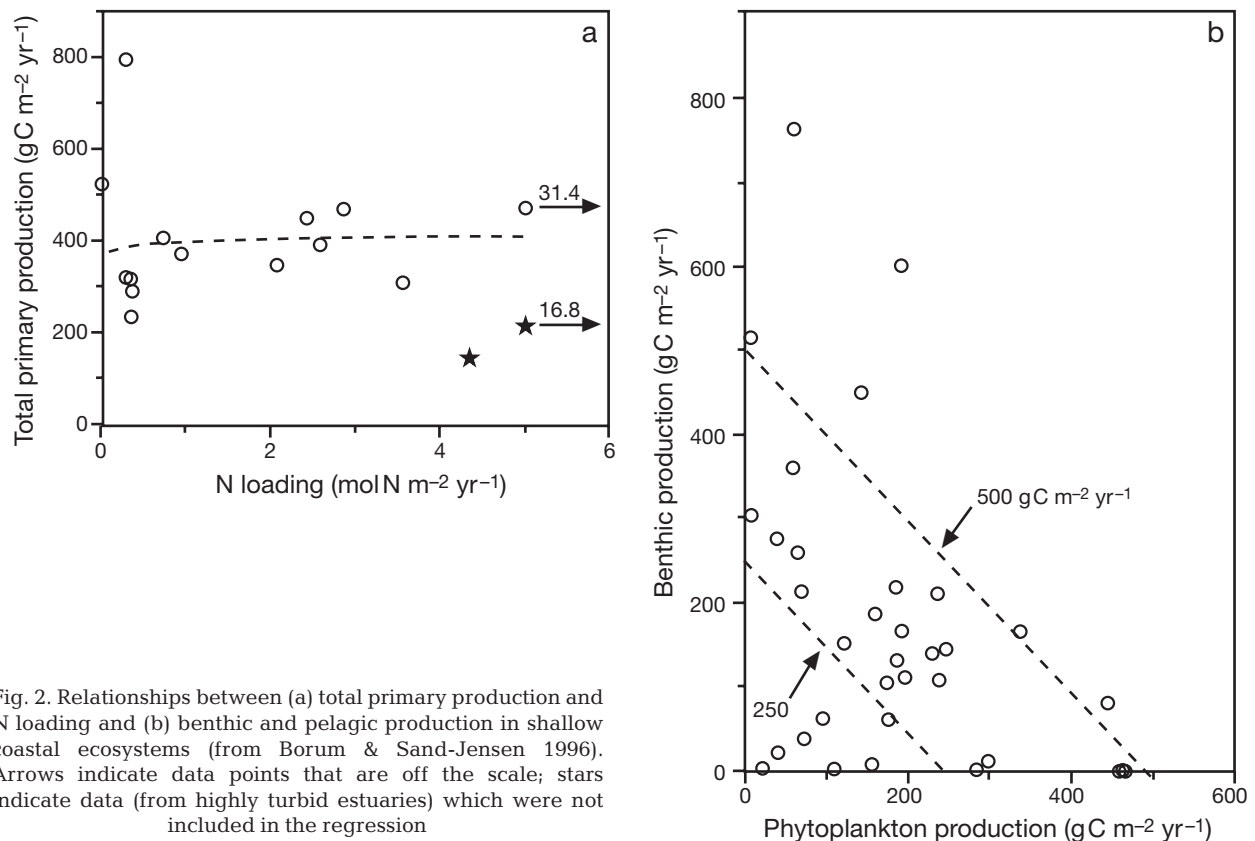 a
Total primary production (gC m–2 yr–1)
800
600
400
200
0
31.4
16.8
0
2
4
6
N loading (mol N m–2 yr–1)
b
Benthic production (gC m–2 yr–1)
800
600
400
200
0
500 gC m–2 yr–1
250
0
200
400
600
Phytoplankton production (gC m–2 yr–1)
ig. 2. Relationships between (a) total primary production and
N loading and (b) benthic and pelagic production in shallow
oastal ecosystems (from Borum & Sand-Jensen 1996).
Arrows indicate data points that are off the scale; stars
ndicate data (from highly turbid estuaries) which were not
included in the regression